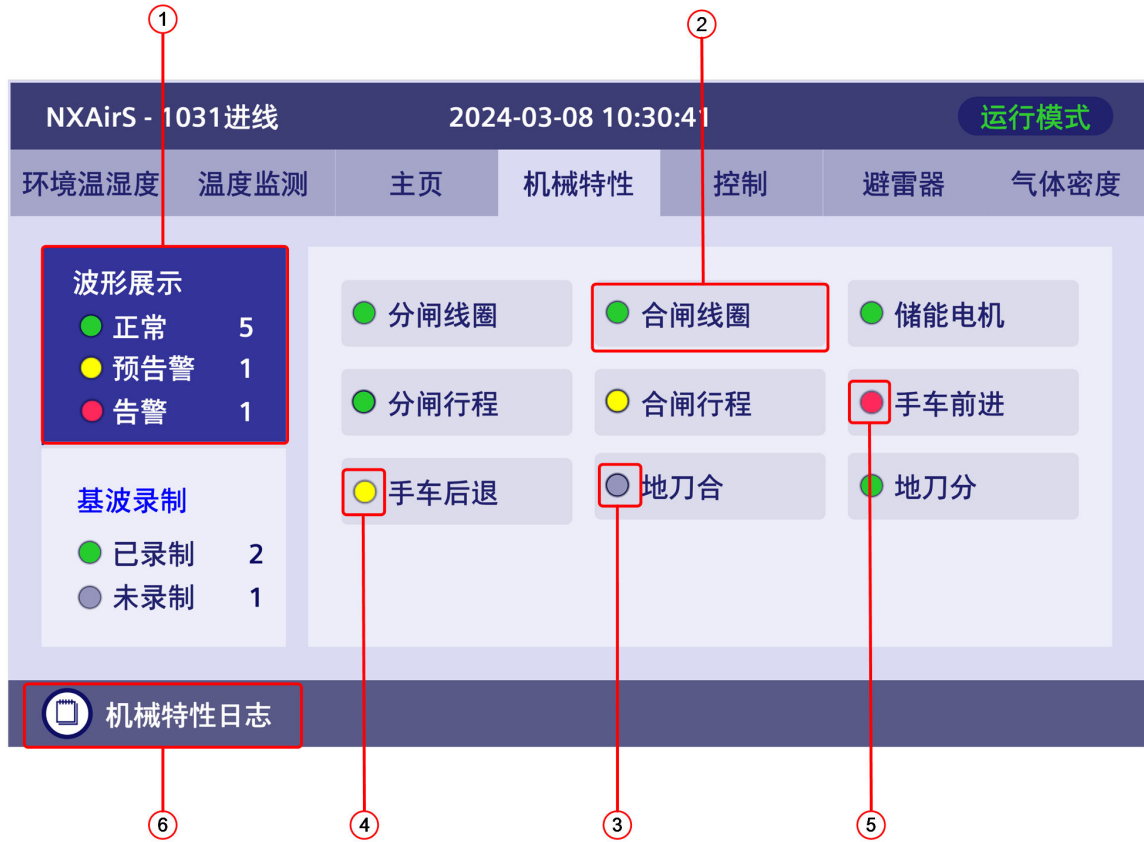 ① ②
NXAirS - 1031进线 2024-03-08 10:30:41 运行模式
环境温湿度 温度监测 主页 机械特性 控制 避雷器 气体密度
波形展示
正常 5
预告警 1
告警 1
分闸线圈 合闸线圈 储能电机
分闸行程 合闸行程 手车前进
手车后退 地刀合 地刀分
基波录制
已录制 2
未录制 1
机械特性日志
⑥ ④ ③ ⑤